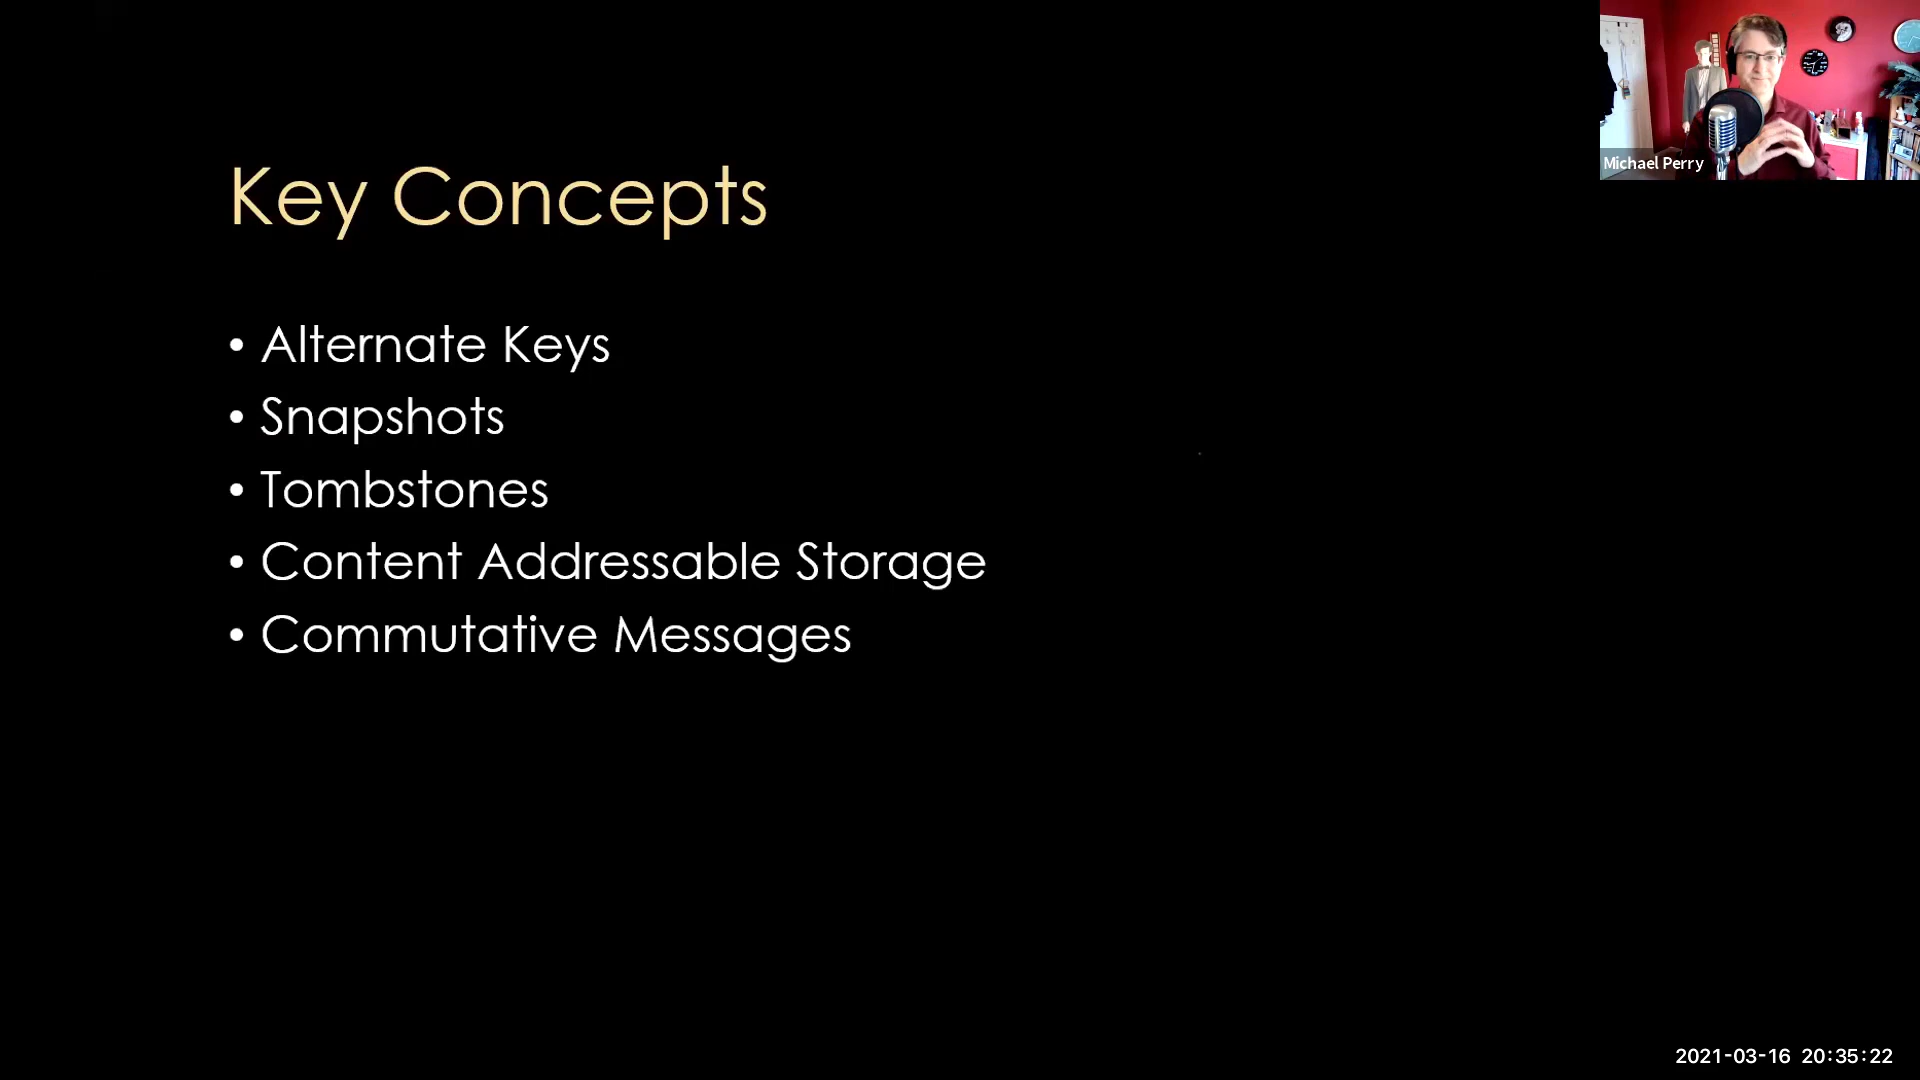 Michael Perry
Key Concepts
• Alternate Keys
• Snapshots
• Tombstones
• Content Addressable Storage
• Commutative Messages
2021-03-16 20:35:22